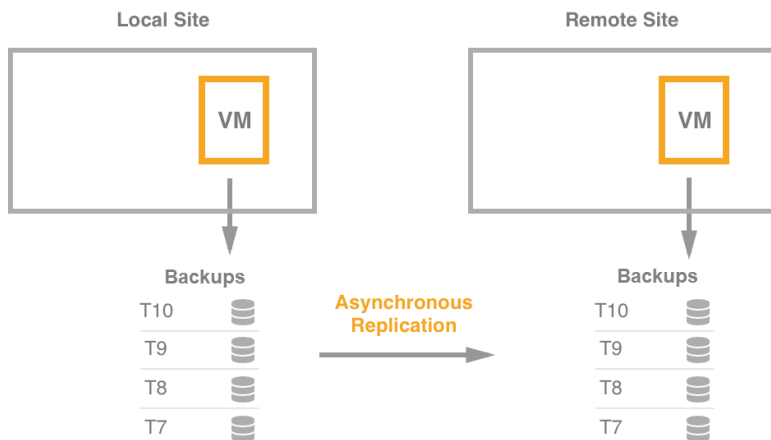 Local Site
Remote Site
VM
VM
Backups
Backups
T10
T10
Asynchronous
Replication
T9
T9
T8
T8
T7
T7